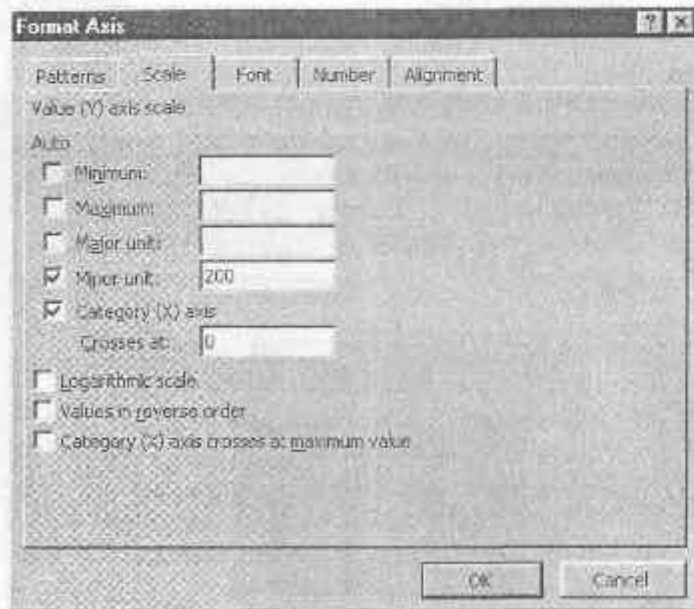 Format Axis
Patterns Scale Font Number Alignment
Value (Y) axis scale
Auto
Minimum:
Maximum:
Major unit:
Minor unit: 200
Category (X) axis
Crosses at: 0
Logarithmic scale
Values in reverse order
Category (X) axis crosses at maximum value
OK Cancel